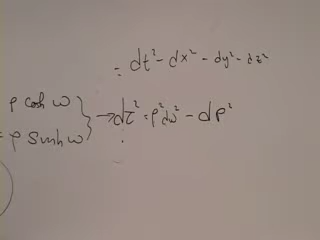 = dt² - dx² - dy² - dz²
ρ cosh ω
= ρ sinh ω } → dτ² = ρ²dω² - dρ²